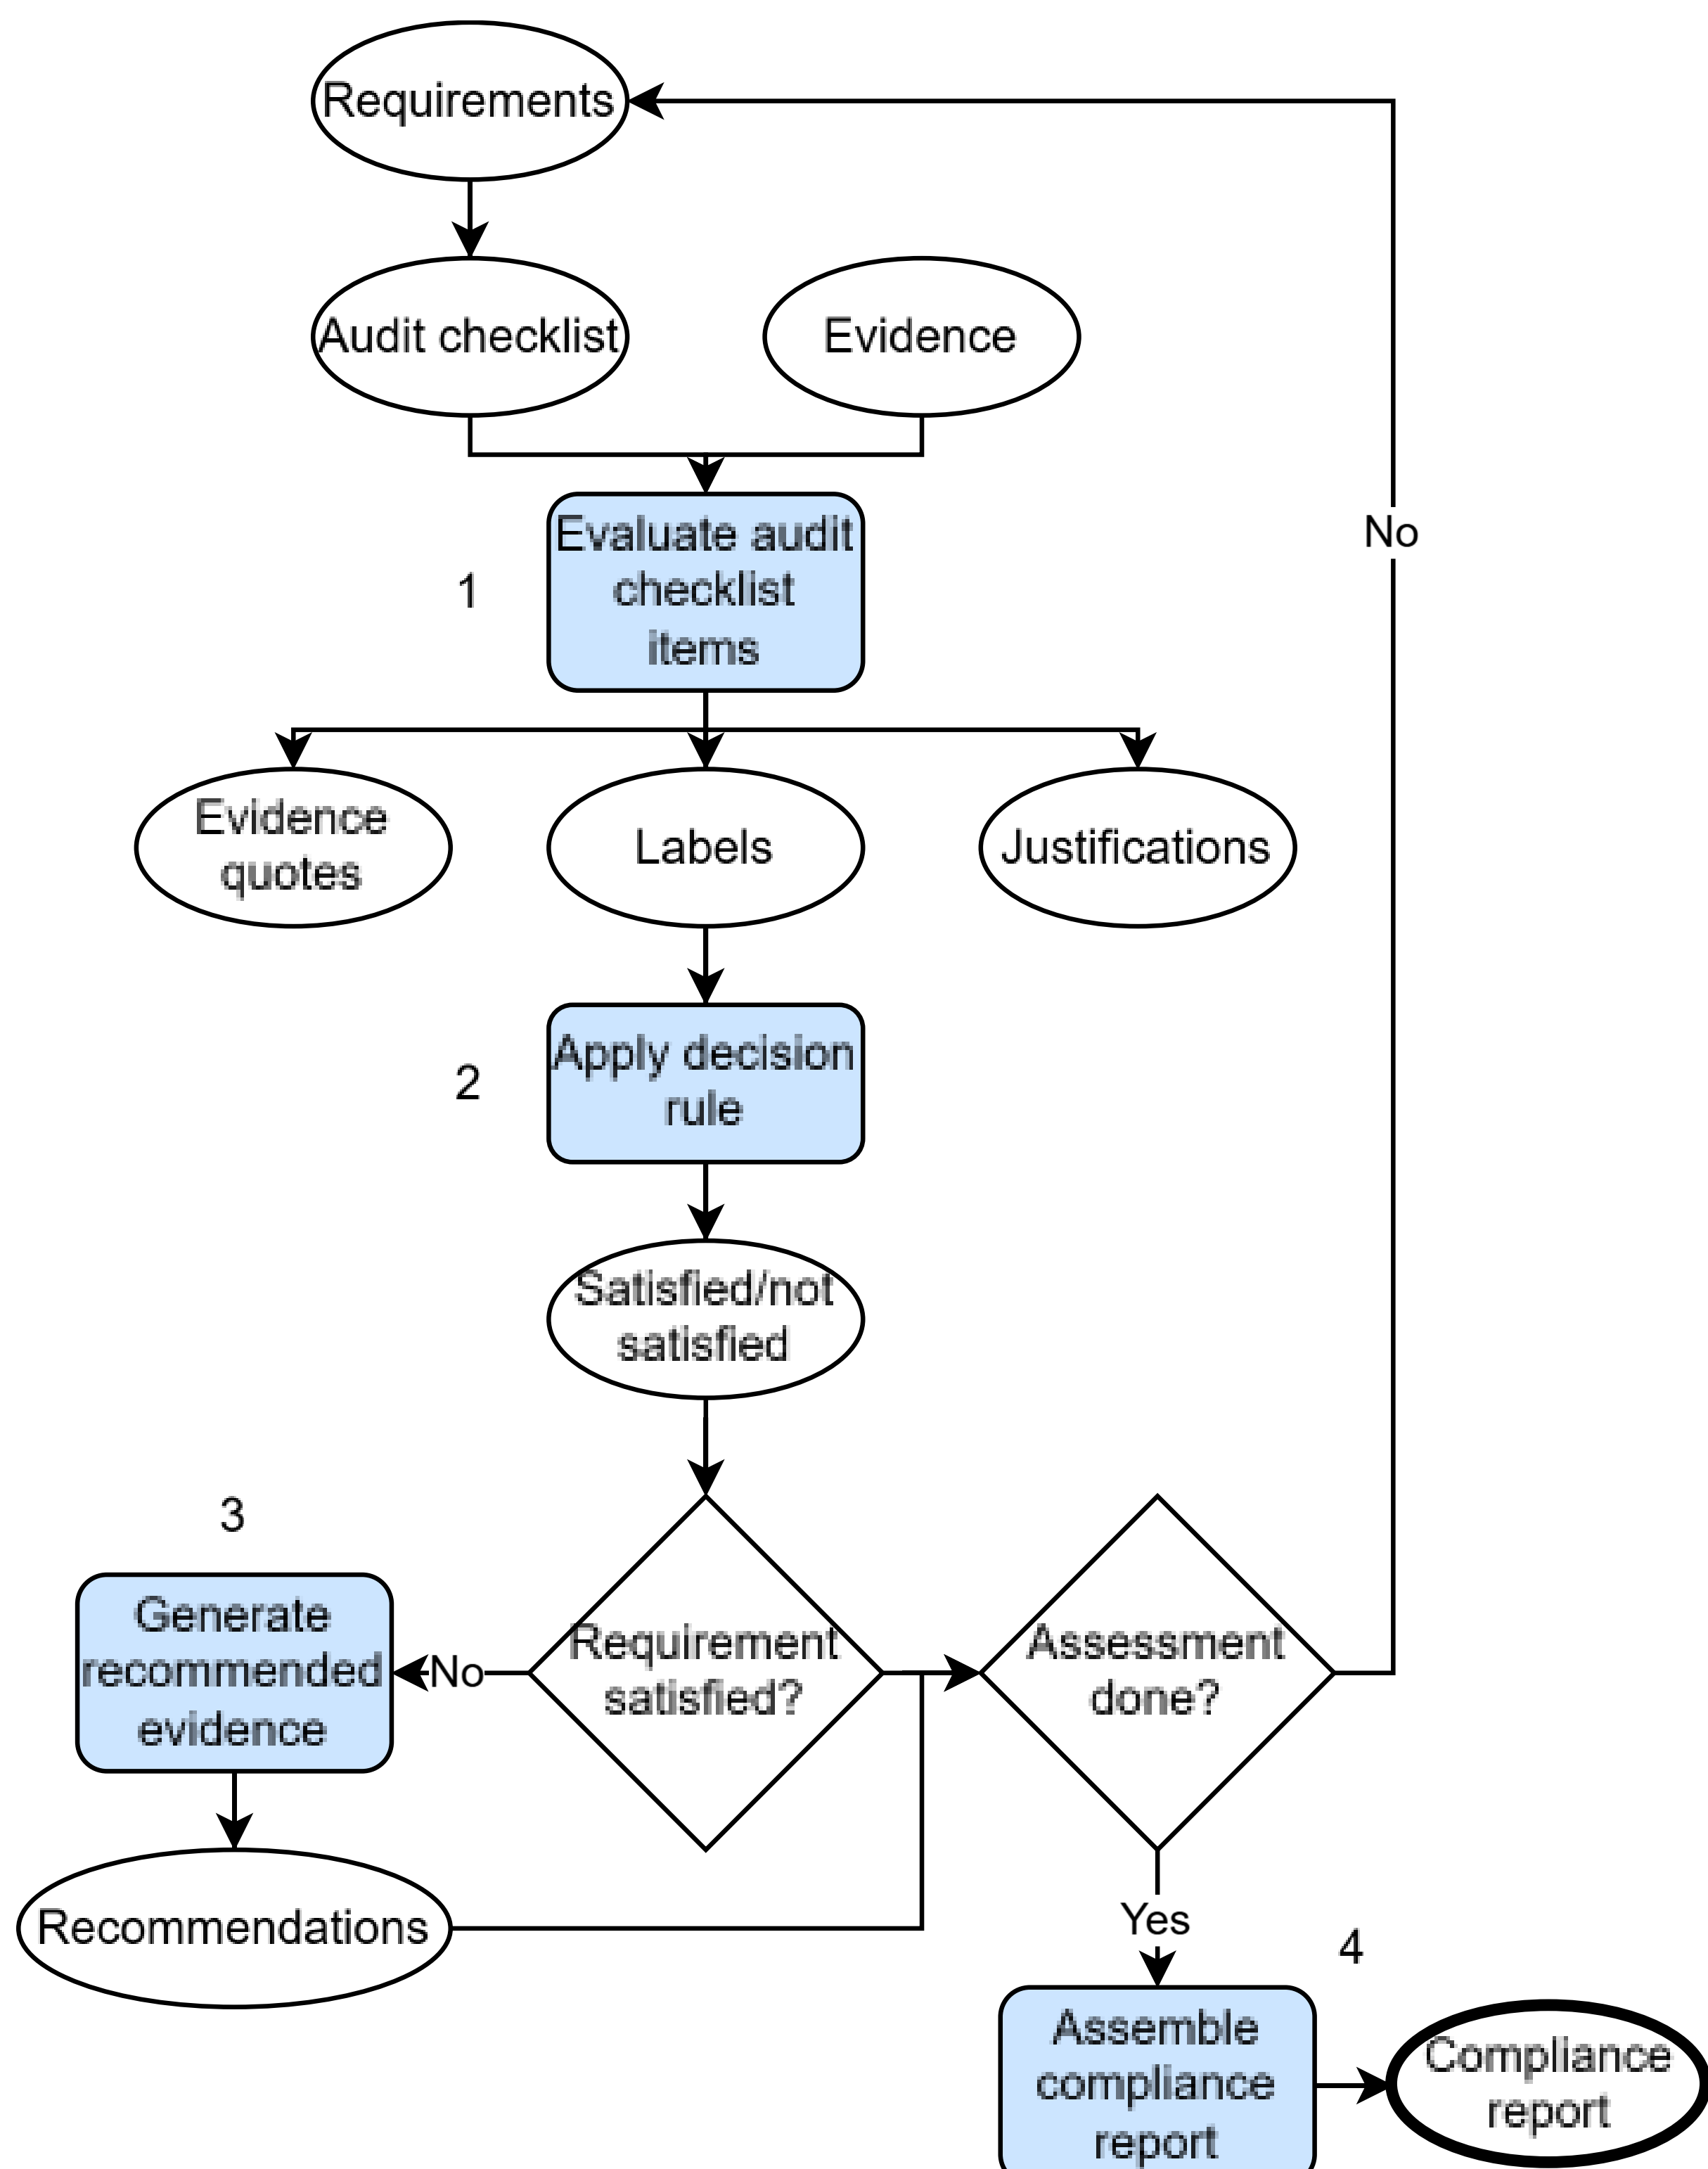 Requirements
Audit checklist
Evidence
1
Evaluate audit
checklist
items
No
Evidence
quotes
Labels
Justifications
2
Apply decision
rule
Satisfied/not
satisfied
3
Generate
recommended
evidence
No
Requirement
satisfied?
Assessment
done?
Recommendations
Yes
4
Assemble
compliance
report
Compliance
report